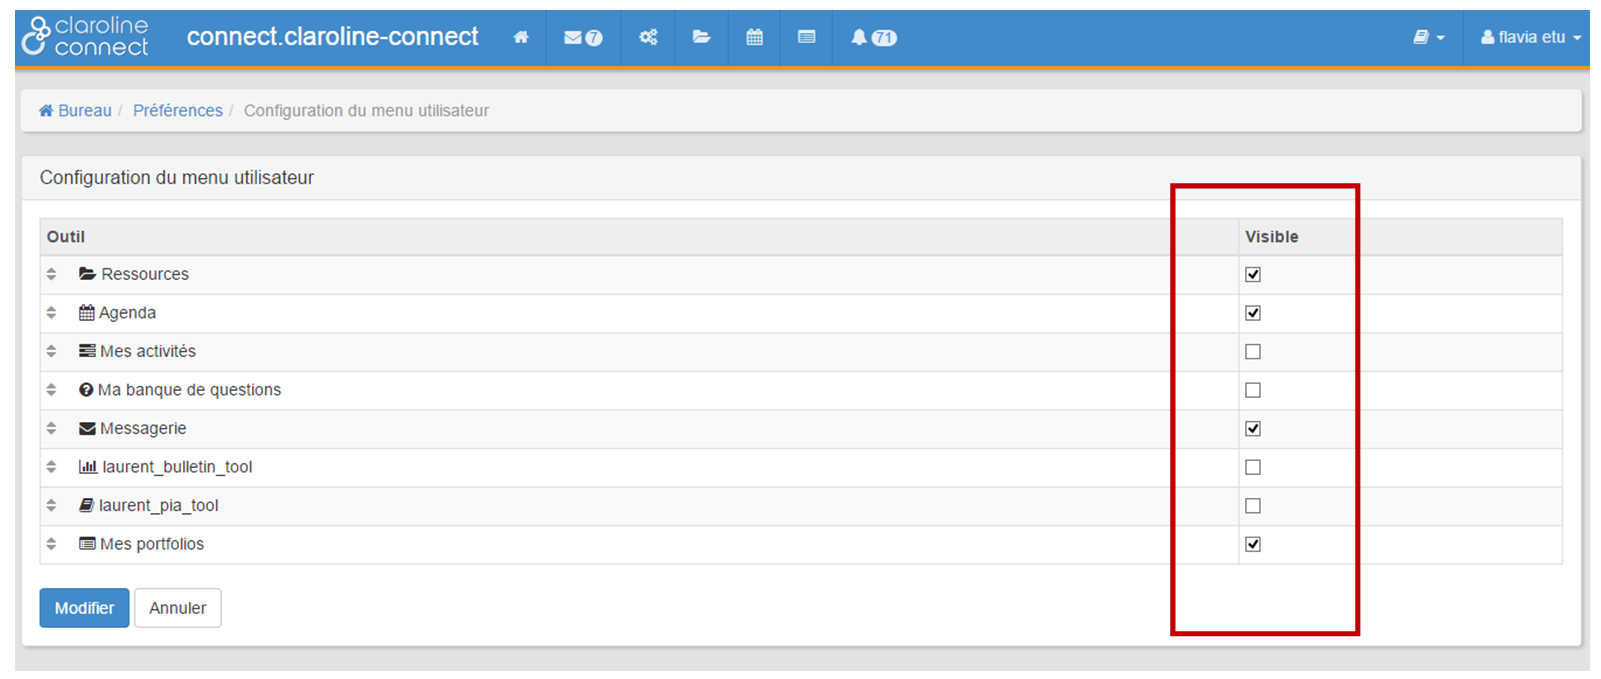 claroline
connect
connect.claroline-connect
7
71
flavia etu
Bureau / Préférences / Configuration du menu utilisateur
Configuration du menu utilisateur
Outil Visible
Ressources
Agenda
Mes activités
Ma banque de questions
Messagerie
laurent_bulletin_tool
laurent_pia_tool
Mes portfolios
Modifier Annuler